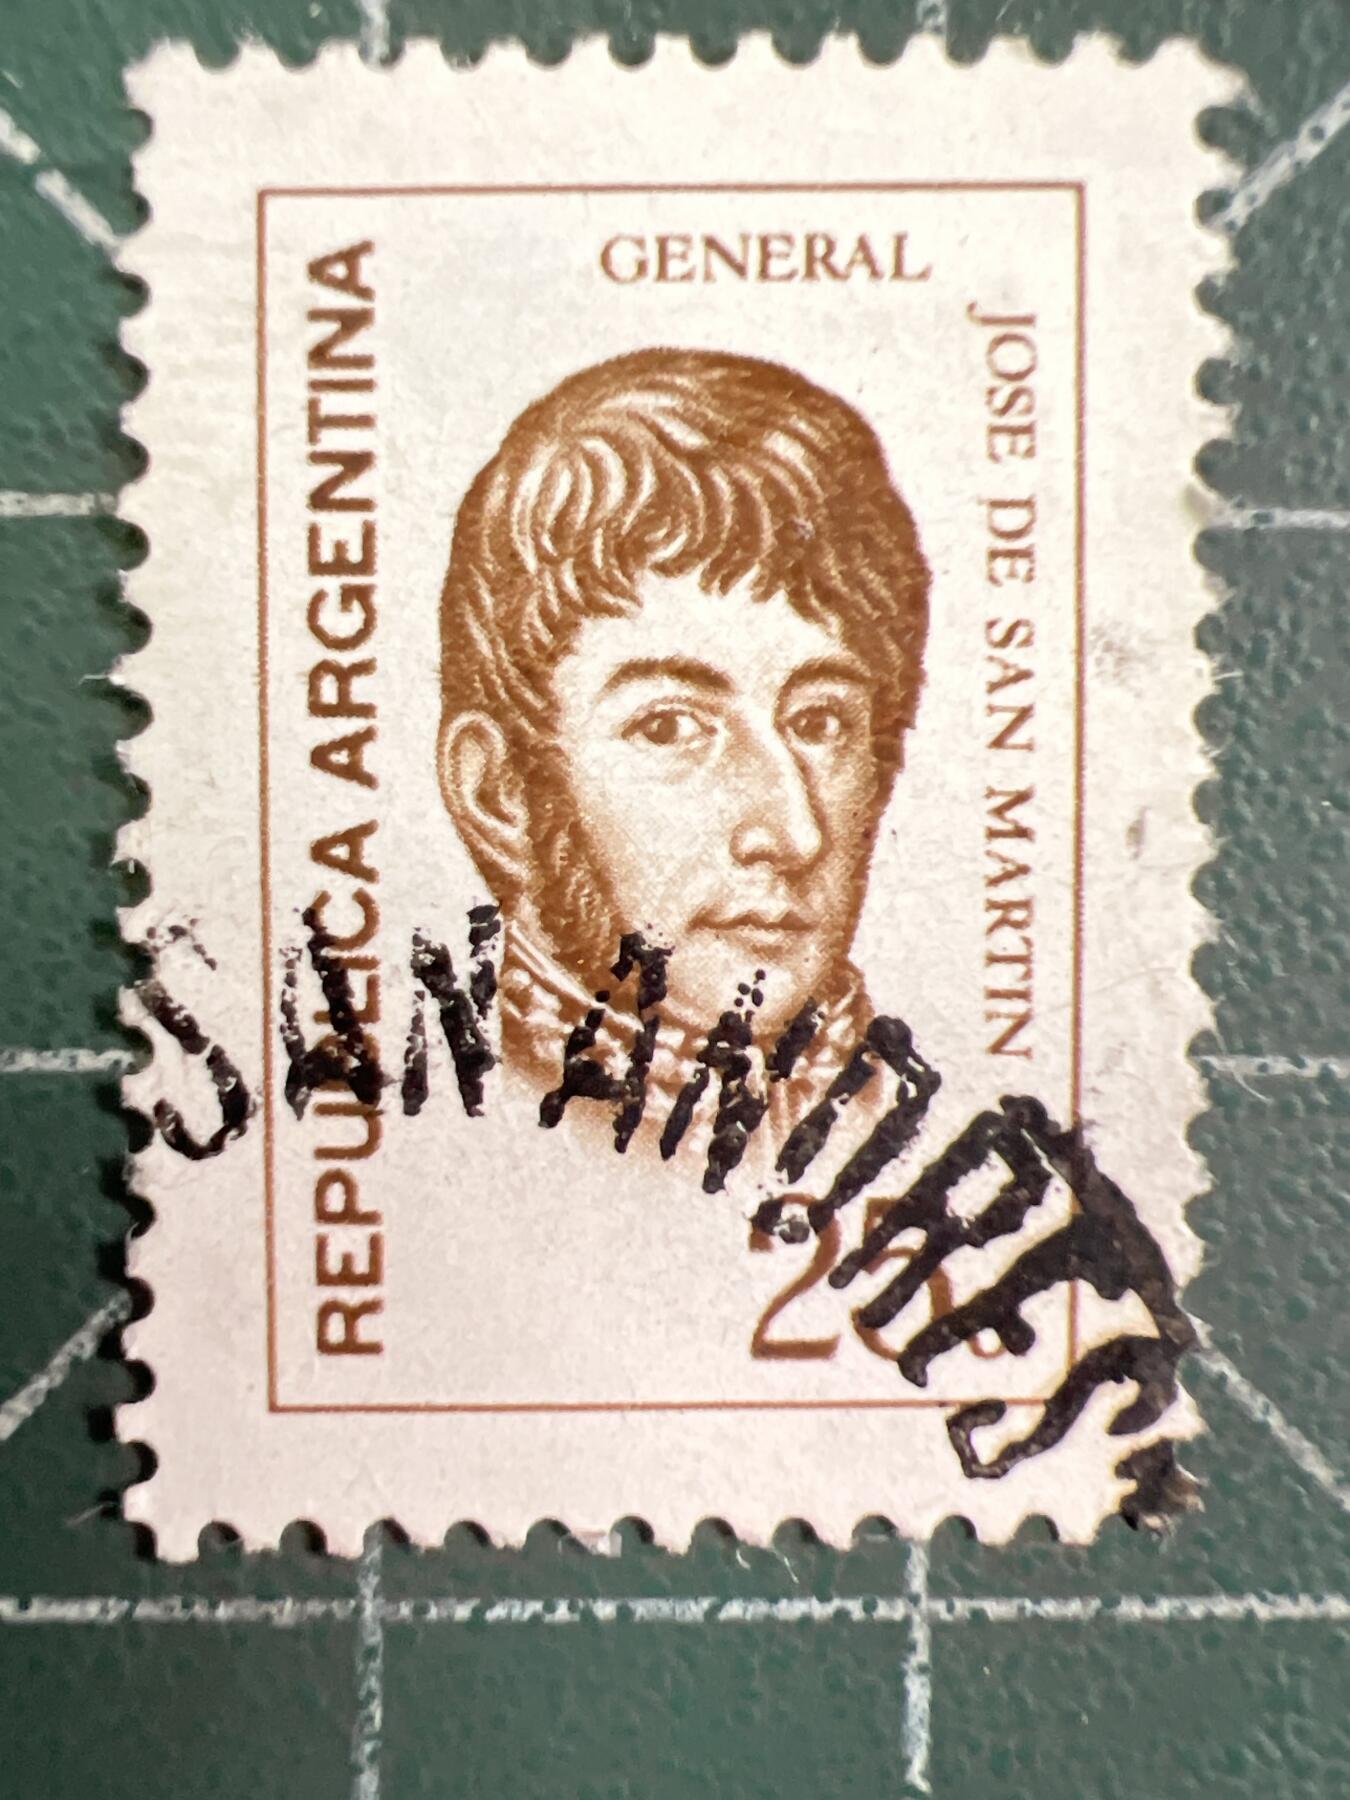 GENERAL
JOSE DE SAN MARTIN
REPUBLICA ARGENTINA
SAN ANDRES